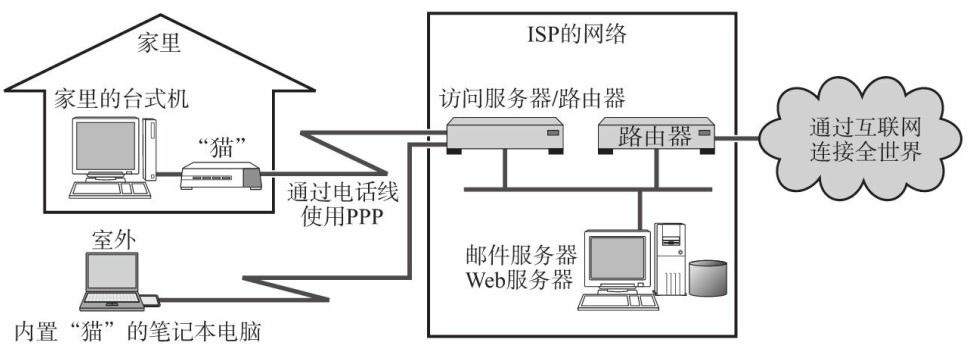 家里
家里的台式机
“猫”
通过电话线
使用PPP
室外
内置“猫”的笔记本电脑
ISP的网络
访问服务器/路由器
路由器
邮件服务器
Web服务器
通过互联网
连接全世界